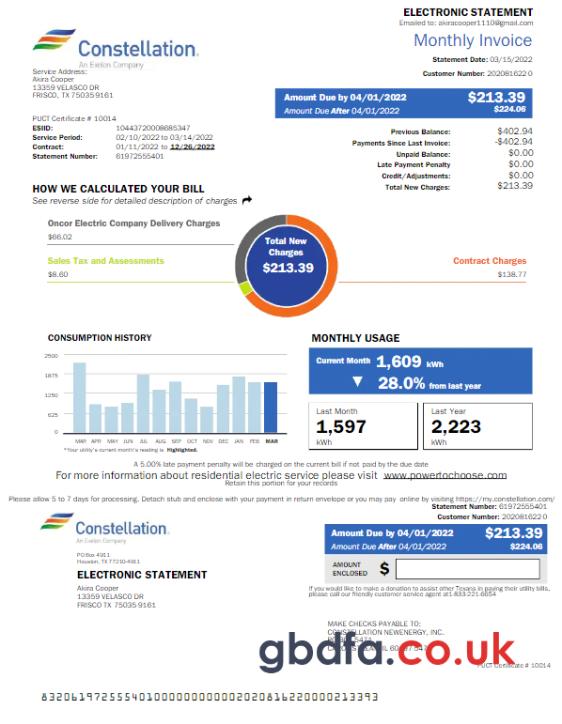 ELECTRONIC STATEMENT
Emailed to: akiracooper1110@gmail.com
Constellation.
An Exelon Company
Monthly Invoice
Service Address:
Akira Cooper
13359 VELASCO DR
FRISCO, TX 75035 9161
Statement Date: 03/15/2022
Customer Number: 202081622-0
Amount Due by 04/01/2022 $213.39
Amount Due After 04/01/2022 $224.06
PUCT Certificate # 10014
ESIID: 10443720008685347
Service Period: 02/10/2022 to 03/14/2022
Contract: 01/11/2022 to 12/26/2022
Statement Number: 61972555401
Previous Balance: $402.94
Payments Since Last Invoice: -$402.94
Unpaid Balance: $0.00
Late Payment Penalty $0.00
Credit/Adjustments: $0.00
Total New Charges: $213.39
HOW WE CALCULATED YOUR BILL
See reverse side for detailed description of charges
Oncor Electric Company Delivery Charges
$66.02
Sales Tax and Assessments
$8.60
Total New
Charges
$213.39
Contract Charges
$138.77
CONSUMPTION HISTORY
2500
1875
1250
625
0
MAR APR MAY JUN JUL AUG SEP OCT NOV DEC JAN FEB MAR
*Your utility's current month's reading is Highlighted.
MONTHLY USAGE
Current Month 1,609 kWh
28.0% from last year
Last Month
1,597
kWh
Last Year
2,223
kWh
A 5.00% late payment penalty will be charged on the current bill if not paid by the due date
For more information about residential electric service please visit www.powertochoose.com
Retain this portion for your records
Please allow 5 to 7 days for processing. Detach stub and enclose with your payment in return envelope or you may pay online by visiting https://my.constellation.com/
Statement Number: 61972555401
Customer Number: 202081622-0
Constellation.
An Exelon Company
PO Box 4911
Houston, TX 77210-4911
ELECTRONIC STATEMENT
Akira Cooper
13359 VELASCO DR
FRISCO TX 75035 9161
Amount Due by 04/01/2022 $213.39
Amount Due After 04/01/2022 $224.06
AMOUNT
ENCLOSED $
If you would like to make a donation to assist other Texans in paying their utility bills,
please call our friendly customer service agent at1-833-221-6654
MAKE CHECKS PAYABLE TO:
CONSTELLATION NEWENERGY, INC.
gbdfa.co.uk
PUCT Certificate # 10014